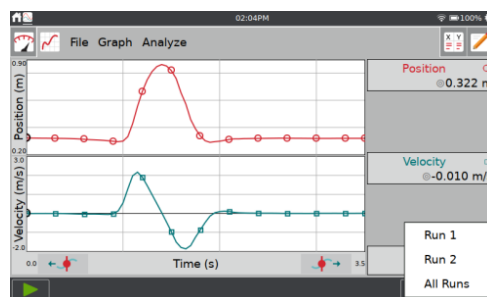 02:04PM 100%
File Graph Analyze X Y
0.90
Position (m)
0.20
Position
0.322 m
3.0
Velocity (m/s)
-2.0
Velocity
-0.010 m/
0.0 Time (s) 3.5
Run 1
Run 2
All Runs